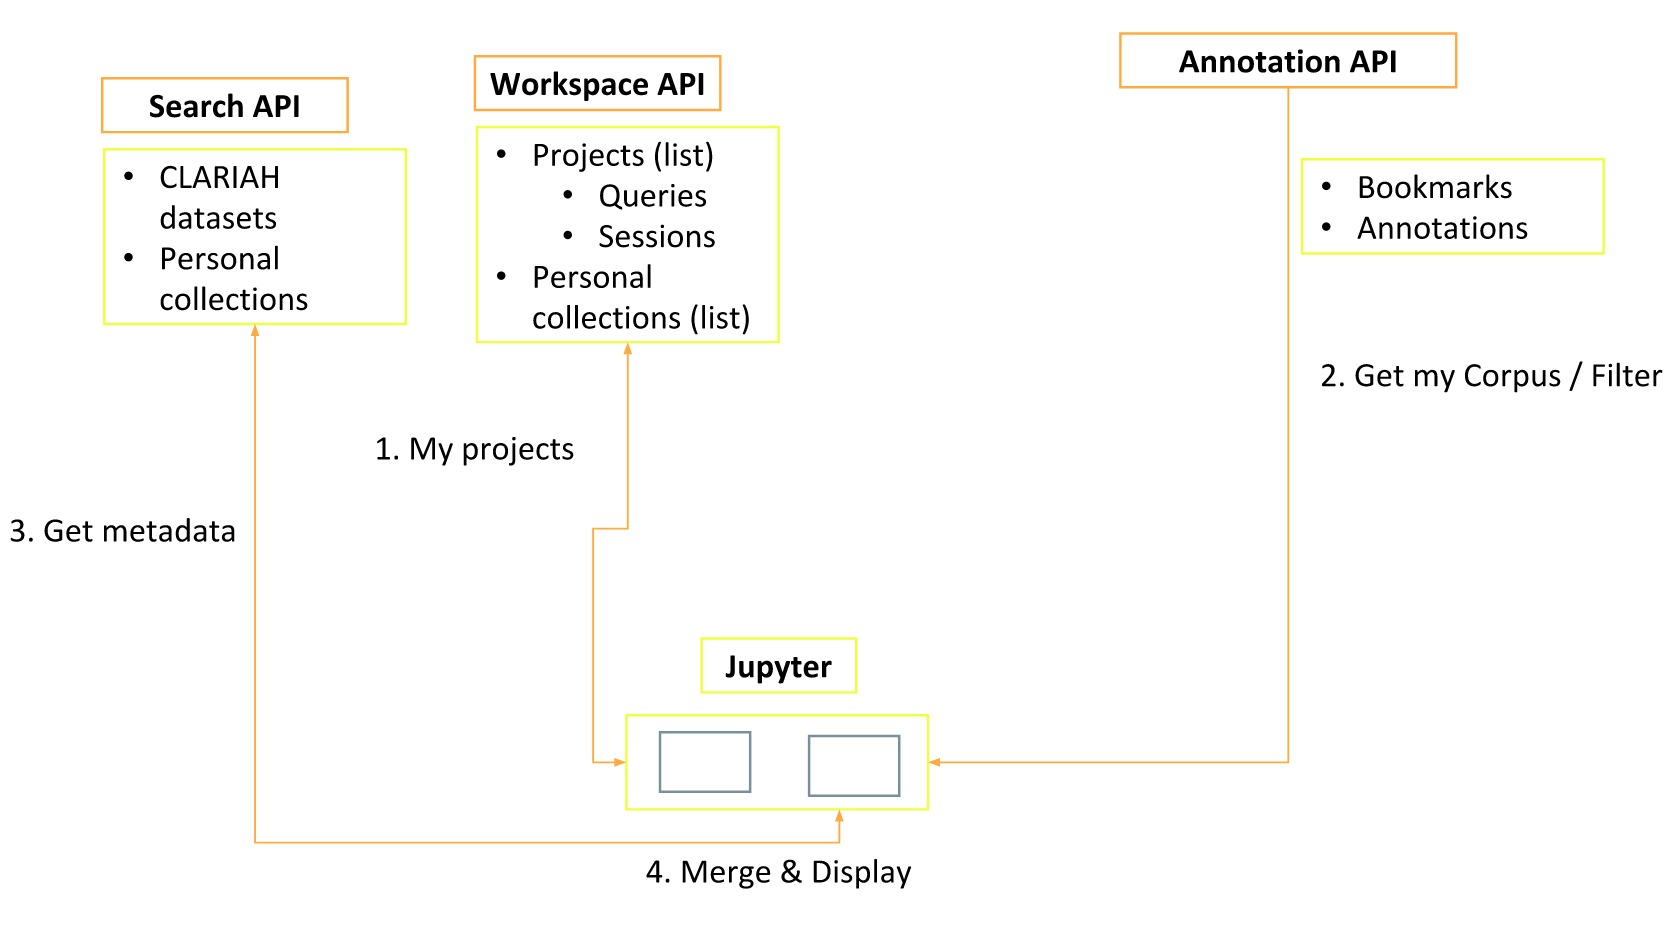 Search API
• CLARIAH
datasets
• Personal
collections
Workspace API
• Projects (list)
• Queries
• Sessions
• Personal
collections (list)
Annotation API
• Bookmarks
• Annotations
2. Get my Corpus / Filter
1. My projects
3. Get metadata
Jupyter
4. Merge & Display